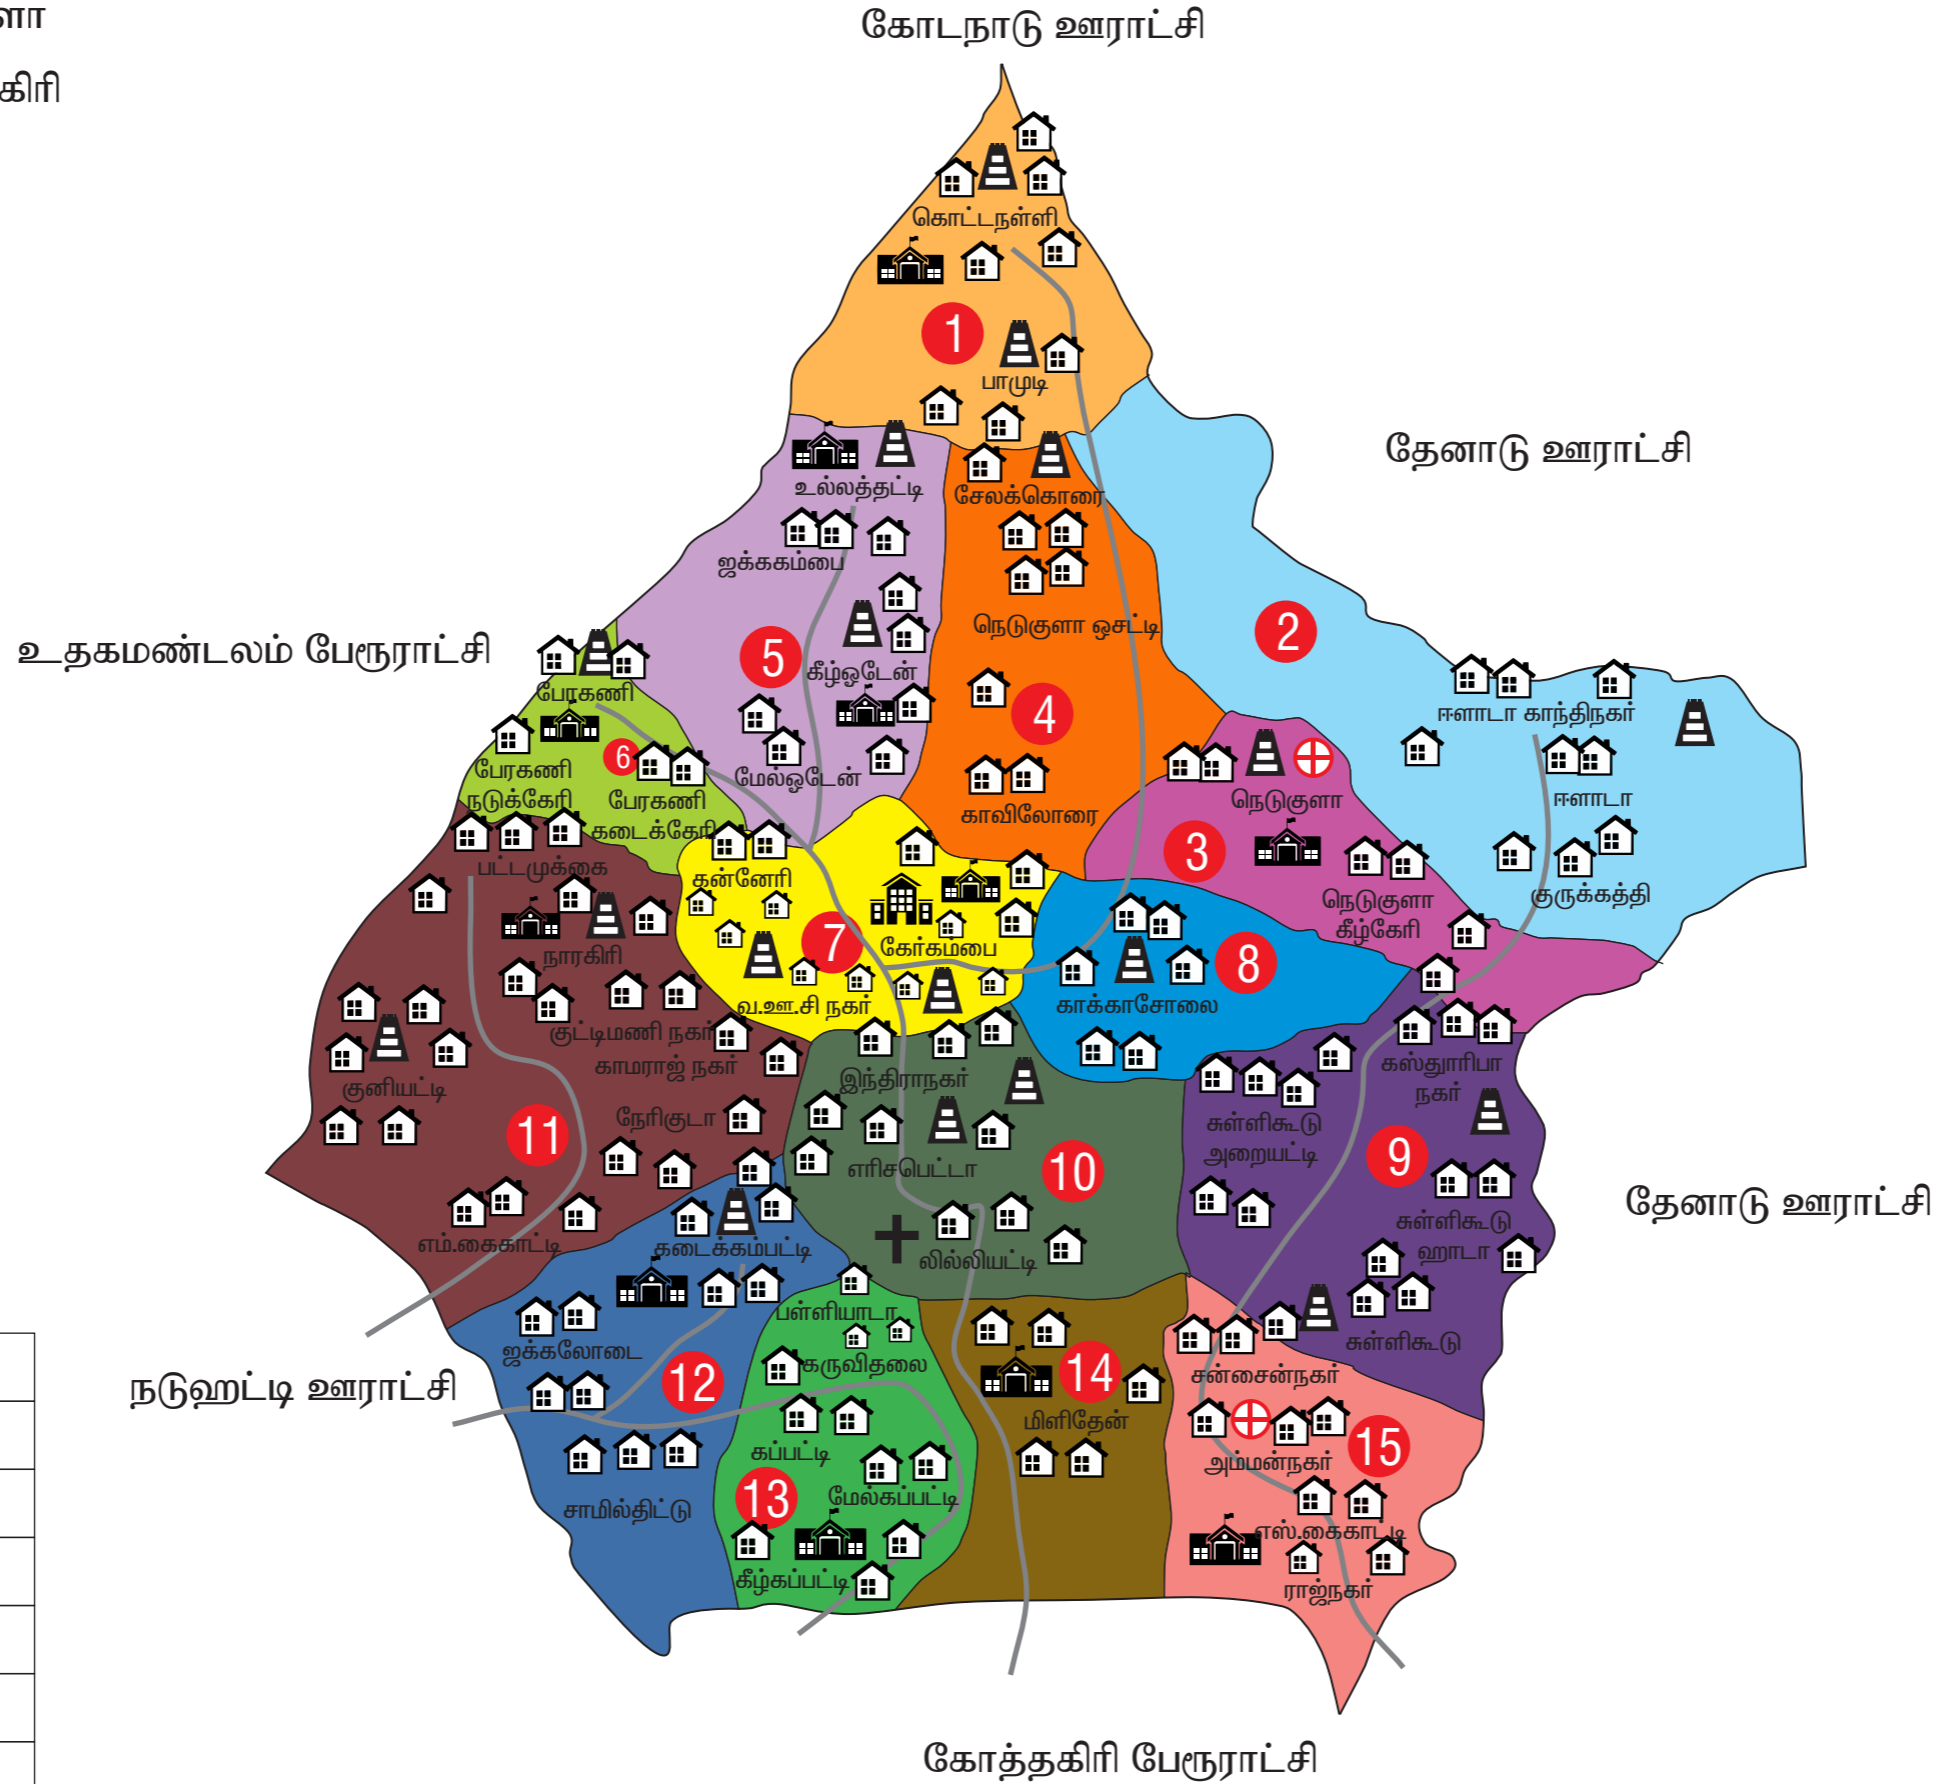 ளா
கிரி
கோடநாடு ஊராட்சி
கொட்டநள்ளி
1
பாமுடி
தேனாடு ஊராட்சி
உல்லத்தட்டி
சேலக்கொரை
ஜக்ககம்பை
நெடுகுளா ஒசட்டி
2
உதகமண்டலம் பேரூராட்சி
5
கீழ்ஓடேன்
பேரகணி
4
ஈளாடா காந்திநகர்
6
பேரகணி
நடுக்கேரி
பேரகணி
கடைக்கேரி
மேல்ஓடேன்
காவிலோரை
நெடுகுளா
ஈளாடா
3
பட்டமுக்கை
கன்னேரி
நெடுகுளா
கீழ்கேரி
குருக்கத்தி
7
கேர்கம்பை
நாரகிரி
8
வ.ஊ.சி நகர்
காக்காசோலை
குட்டிமணி நகர்
காமராஜ் நகர்
குனியட்டி
இந்திராநகர்
கஸ்தூரிபா
நகர்
நேரிகுடா
சுள்ளிகூடு
அறையட்டி
11
எரிசபெட்டா
10
9
தேனாடு ஊராட்சி
எம்.கைகாட்டி
கடைக்கம்பட்டி
லில்லியட்டி
சுள்ளிகூடு
ஹாடா
பள்ளியாடா
ஜக்கலோடை
கருவிதலை
சுள்ளிகூடு
நடுஹட்டி ஊராட்சி
12
14
சன்சைன்நகர்
மிளிதேன்
கப்பட்டி
அம்மன்நகர்
15
13
மேல்கப்பட்டி
சாமில்திட்டு
எஸ்.கைகாட்டி
கீழ்கப்பட்டி
ராஜ்நகர்
கோத்தகிரி பேரூராட்சி